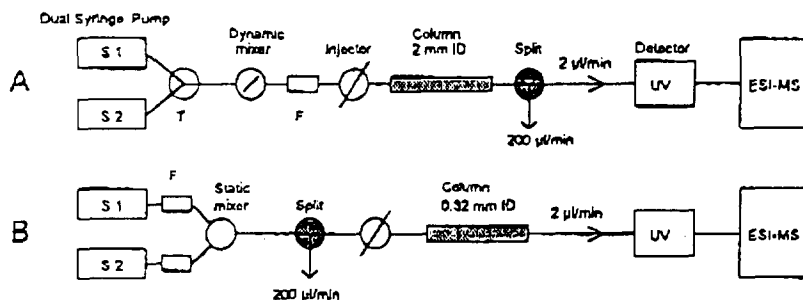 Dual Syringe Pump
A
S 1
S 2
T
Dynamic
mixer
F
Injector
Column
2 mm ID
Split
200 µl/min
2 µl/min
Detector
UV
ESI-MS
B
F
S 1
S 2
Static
mixer
Split
200 µl/min
Column
0.32 mm ID
2 µl/min
UV
ESI-MS